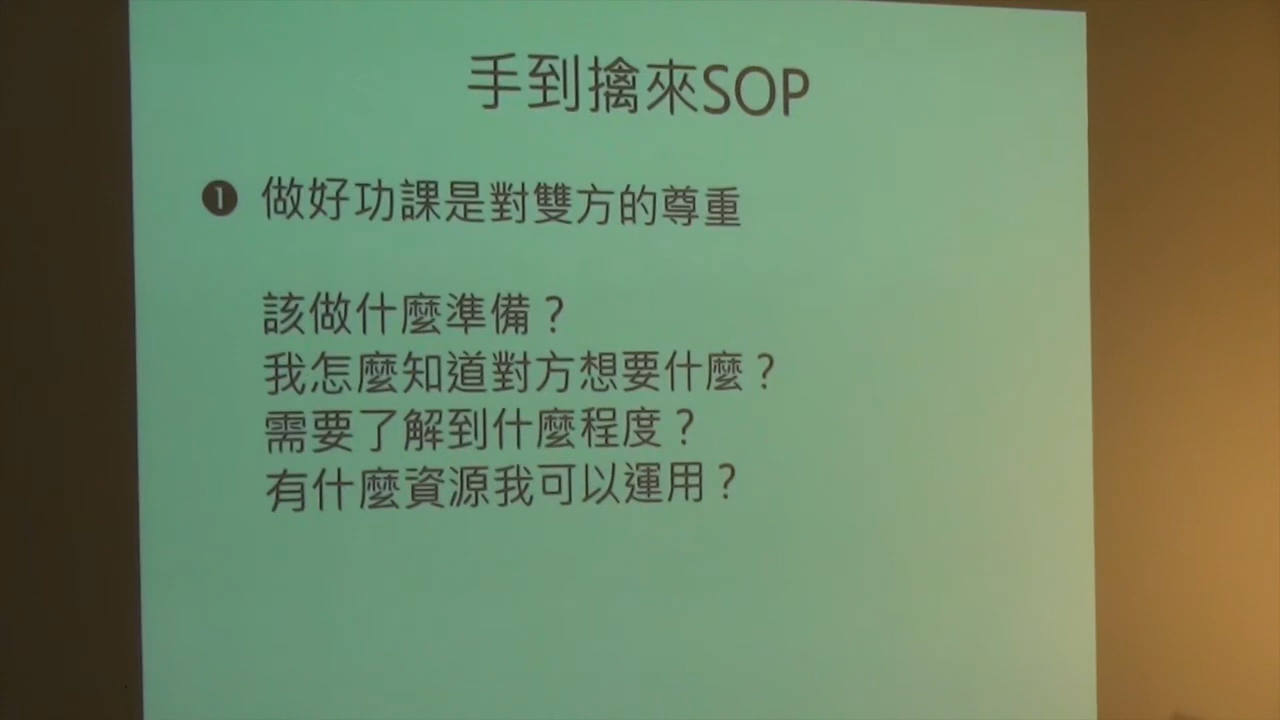 手到擒來SOP
❶ 做好功課是對雙方的尊重
該做什麼準備？
我怎麼知道對方想要什麼？
需要了解到什麼程度？
有什麼資源我可以運用？